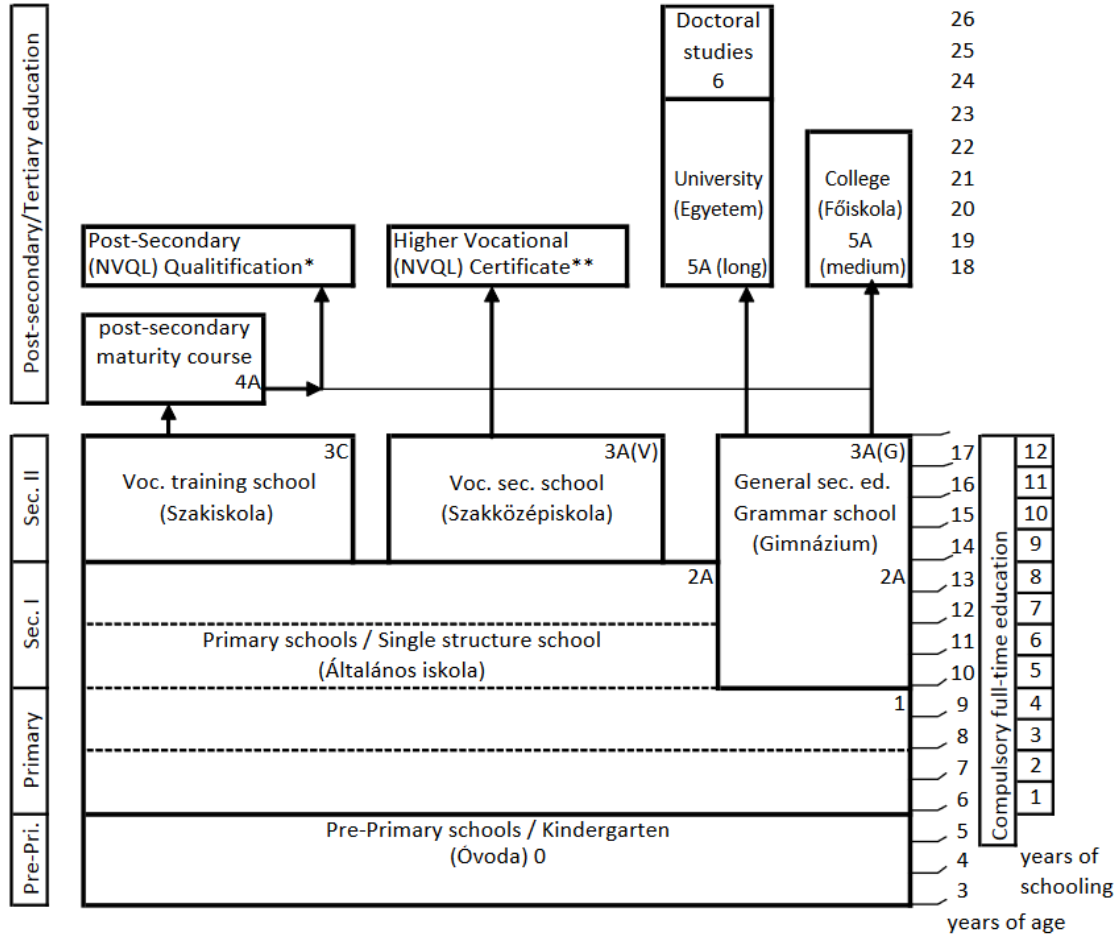 Post-secondary/Tertiary education
Sec. II
Sec. I
Primary
Pre-Pri.
Doctoral
studies
6
University
(Egyetem)
5A (long)
College
(Főiskola)
5A
(medium)
Post-Secondary
(NVQL) Qualitification*
Higher Vocational
(NVQL) Certificate**
post-secondary
maturity course
4A
3C
Voc. training school
(Szakiskola)
3A(V)
Voc. sec. school
(Szakközépiskola)
3A(G)
General sec. ed.
Grammar school
(Gimnázium)
2A
2A
Primary schools / Single structure school
(Általános iskola)
1
Pre-Primary schools / Kindergarten
(Óvoda) 0
26
25
24
23
22
21
20
19
18
17
16
15
14
13
12
11
10
9
8
7
6
5
4
3
years of age
Compulsory full-time education
12
11
10
9
8
7
6
5
4
3
2
1
years of
schooling